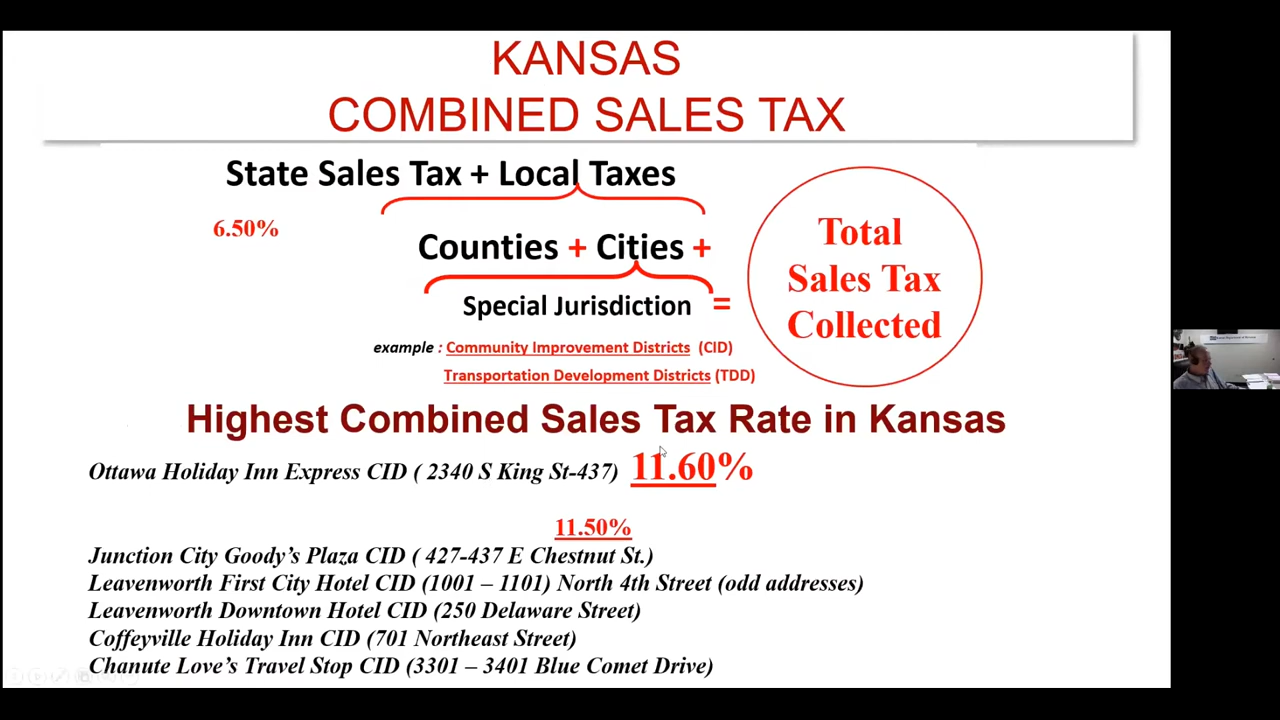 KANSAS
COMBINED SALES TAX
State Sales Tax + Local Taxes
6.50%
Counties + Cities +
Special Jurisdiction =
example : Community Improvement Districts (CID)
Transportation Development Districts (TDD)
Total
Sales Tax
Collected
Highest Combined Sales Tax Rate in Kansas
Ottawa Holiday Inn Express CID ( 2340 S King St-437) 11.60%
11.50%
Junction City Goody's Plaza CID ( 427-437 E Chestnut St.)
Leavenworth First City Hotel CID (1001 – 1101) North 4th Street (odd addresses)
Leavenworth Downtown Hotel CID (250 Delaware Street)
Coffeyville Holiday Inn CID (701 Northeast Street)
Chanute Love's Travel Stop CID (3301 – 3401 Blue Comet Drive)